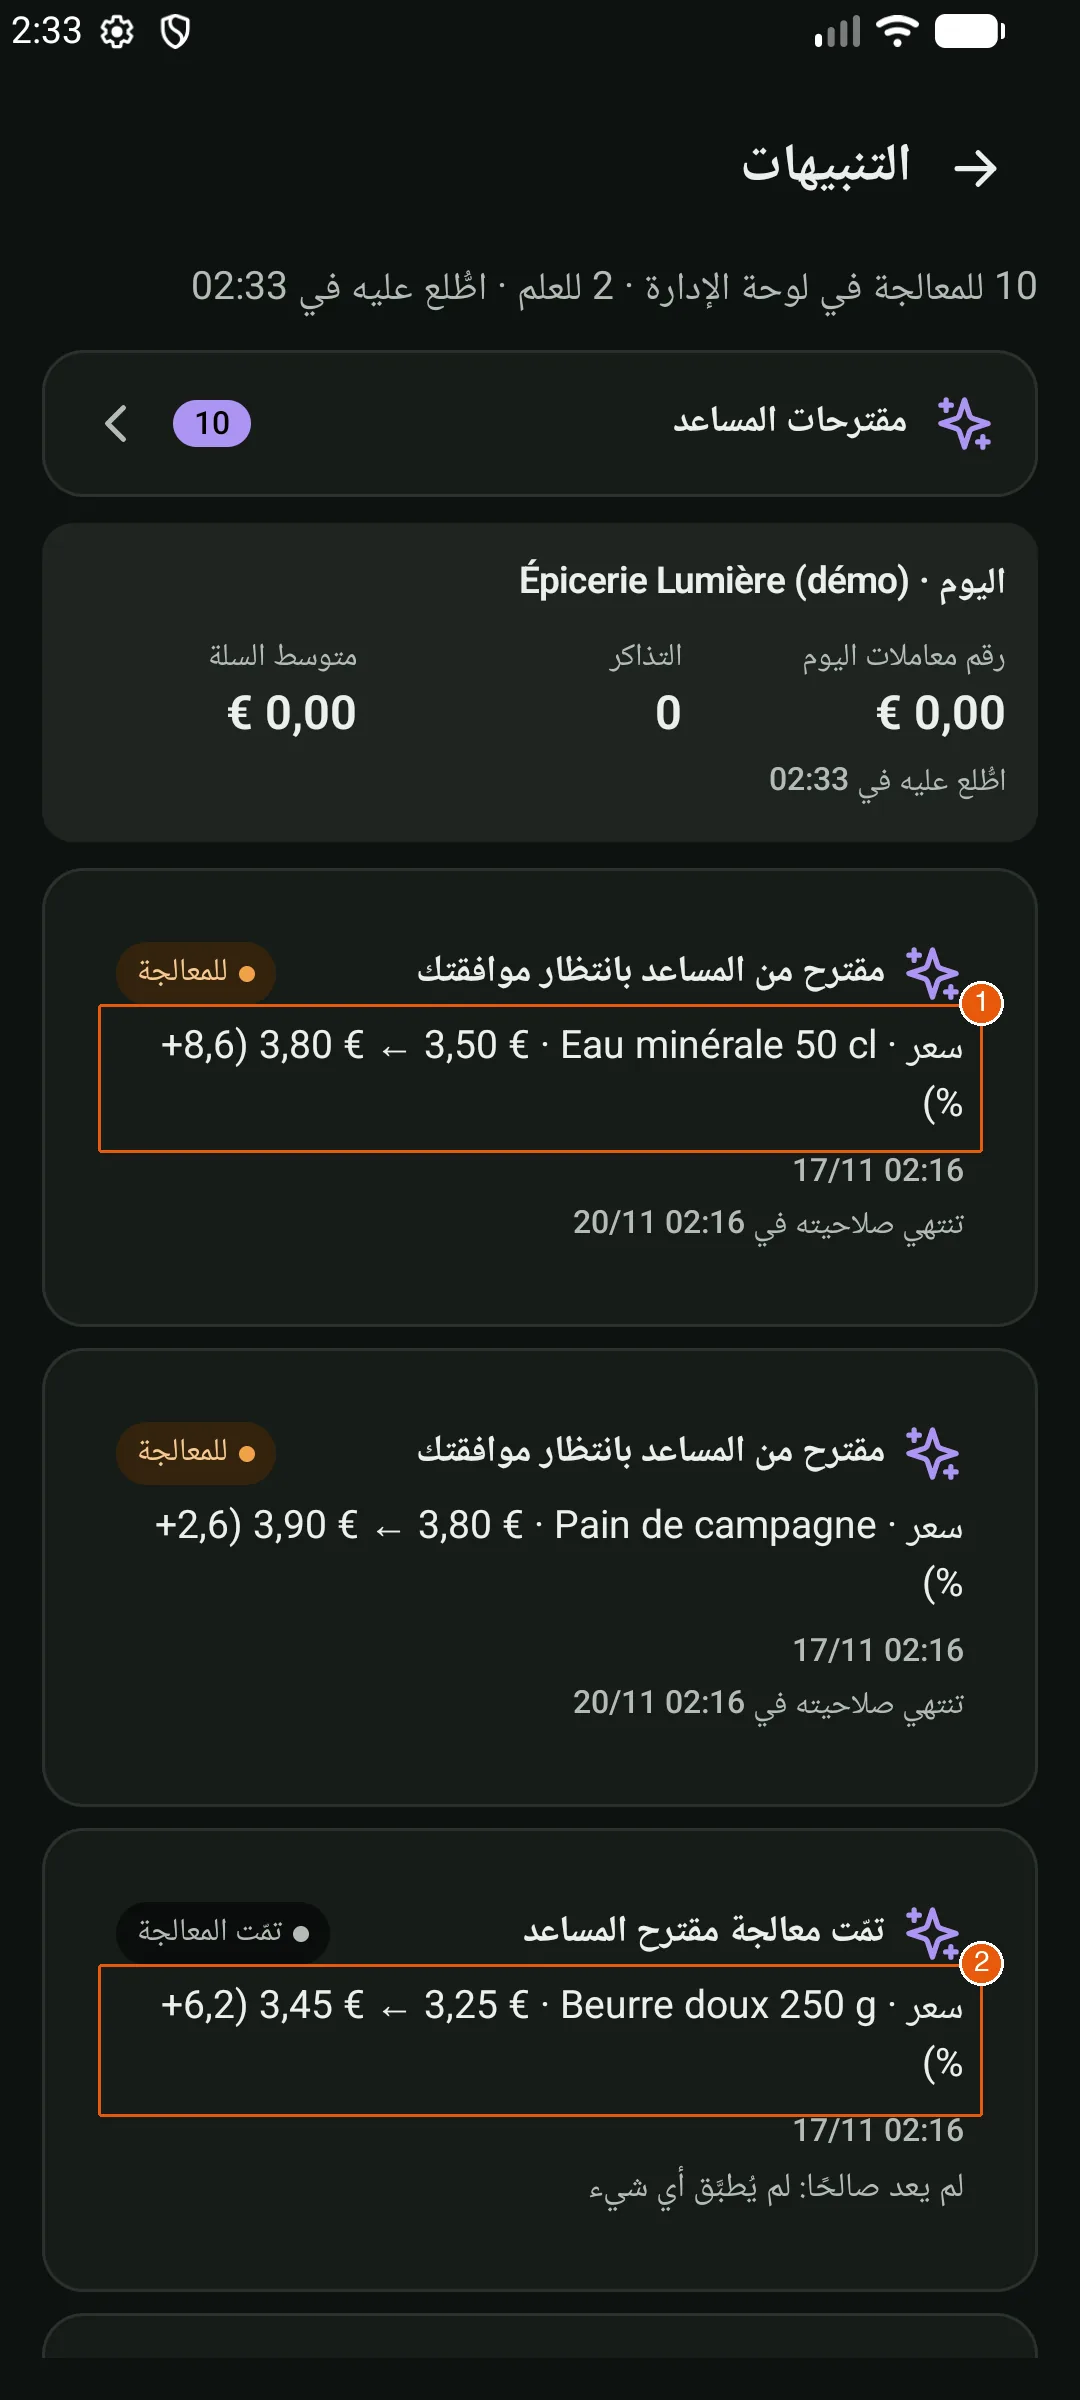 2:33
التنبيهات
10 للمعالجة في لوحة الإدارة · 2 للعلم · اطُّلع عليه في 02:33
مقترحات المساعد
10
اليوم · Épicerie Lumière (démo)
رقم معاملات اليوم
التذاكر
متوسط السلة
0,00 €
0
0,00 €
اطُّلع عليه في 02:33
مقترح من المساعد بانتظار موافقتك
للمعالجة
1
سعر · Eau minérale 50 cl · 3,50 € ← 3,80 € (+8,6
%)
17/11 02:16
تنتهي صلاحيته في 20/11 02:16
مقترح من المساعد بانتظار موافقتك
للمعالجة
سعر · Pain de campagne · 3,80 € ← 3,90 € (+2,6
%)
17/11 02:16
تنتهي صلاحيته في 20/11 02:16
تمّت معالجة مقترح المساعد
تمّت المعالجة
2
سعر · Beurre doux 250 g · 3,25 € ← 3,45 € (+6,2
%)
17/11 02:16
لم يعد صالحًا: لم يُطبَّق أي شيء